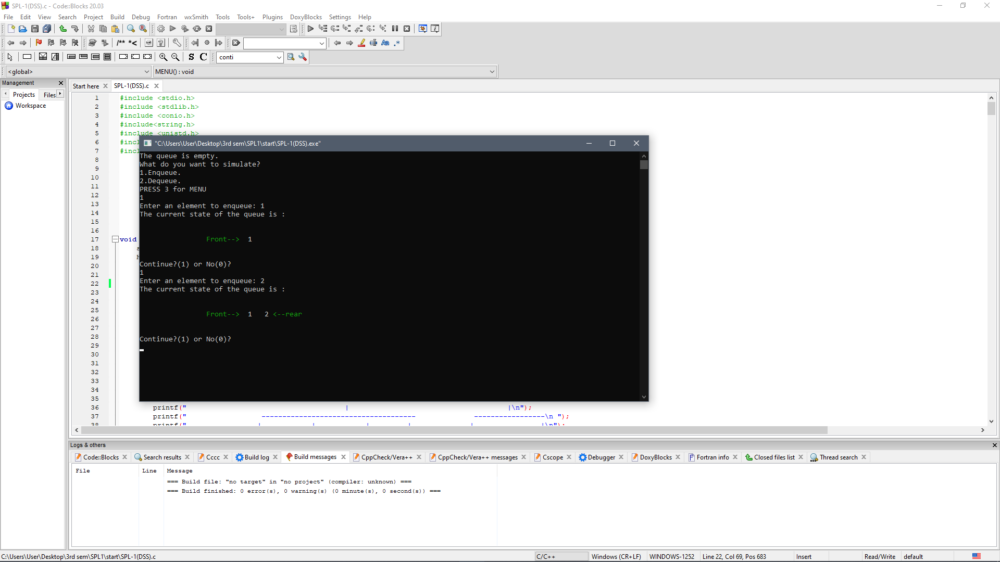 SPL-1(DSS).c - Code::Blocks 20.03
File Edit View Search Project Build Debug Fortran wxSmith Tools Tools+ Plugins DoxyBlocks Settings Help
/** *<
Aa .*
S C conti
<global> MENU() : void
Management
Projects Files
Workspace
Start here SPL-1(DSS).c
1 #include <stdio.h>
2 #include <stdlib.h>
3 #include <conio.h>
4 #include<string.h>
5 #include <unistd.h>
6 #incl
7 #incl
8
9
10
11
12
13
14
15
16
17 void
18
19
20
21
22
23
24
25
26
27
28
29
30
31
32
33
34
35
36 printf(" | |\n");
37 printf(" ------------------------------------- -----------------\n ");
38 printf(" | | | | | |\n");
"C:\Users\User\Desktop\3rd sem\SPL1\start\SPL-1(DSS).exe"
The queue is empty.
What do you want to simulate?
1.Enqueue.
2.Dequeue.
PRESS 3 for MENU
1
Enter an element to enqueue: 1
The current state of the queue is :
Front--> 1
Continue?(1) or No(0)?
1
Enter an element to enqueue: 2
The current state of the queue is :
Front--> 1 2 <--rear
Continue?(1) or No(0)?
Logs & others
Code::Blocks Search results Cccc Build log Build messages CppCheck/Vera++ CppCheck/Vera++ messages Cscope Debugger DoxyBlocks Fortran info Closed files list Thread search
File Line Message
=== Build file: "no target" in "no project" (compiler: unknown) ===
=== Build finished: 0 error(s), 0 warning(s) (0 minute(s), 0 second(s)) ===
C:\Users\User\Desktop\3rd sem\SPL1\start\SPL-1(DSS).c C/C++ Windows (CR+LF) WINDOWS-1252 Line 22, Col 69, Pos 683 Insert Read/Write default